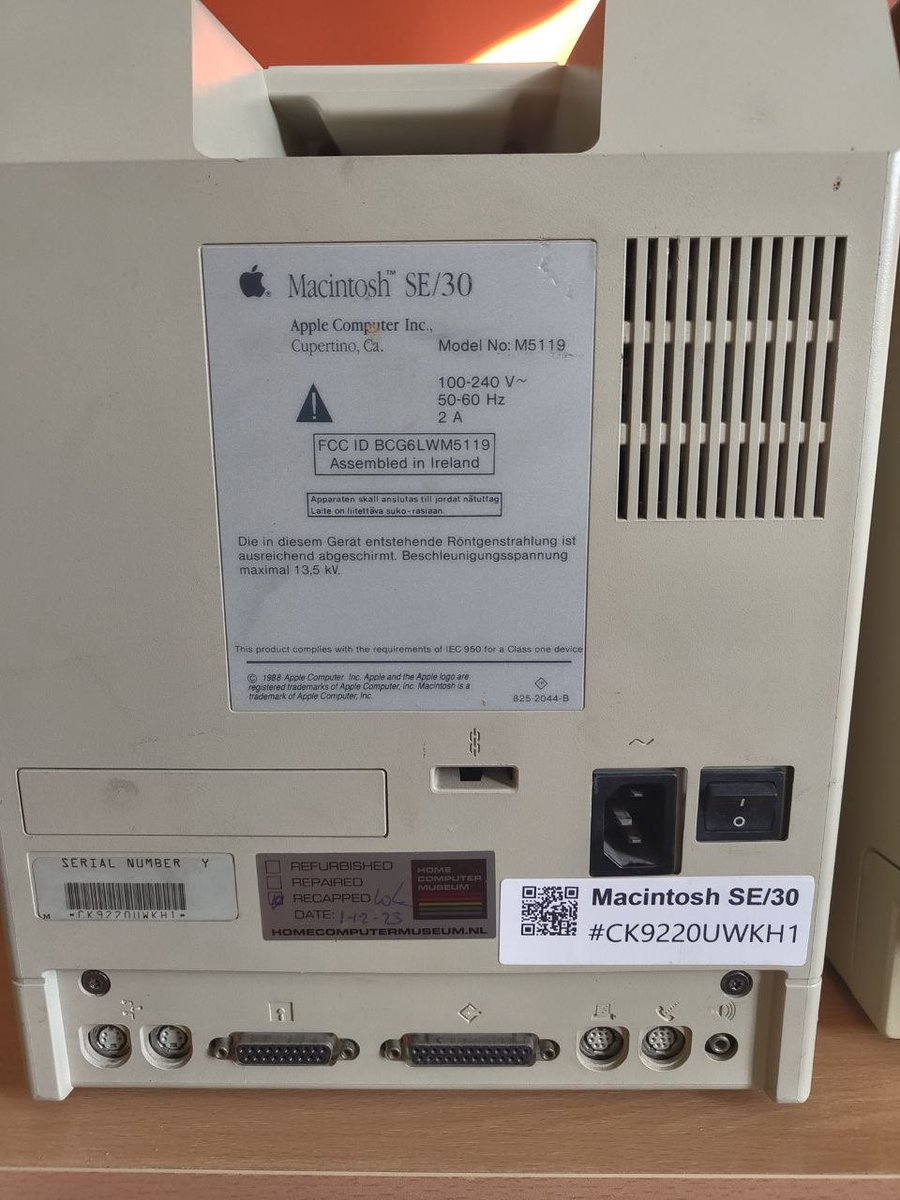 Macintosh™ SE/30
Apple Computer Inc.,
Cupertino, Ca.
Model No: M5119
100-240 V~
50-60 Hz
2 A
FCC ID BCG6LWM5119
Assembled in Ireland
Apparaten skall anslutas till jordat nätuttag
Laite on liitettävä suko-rasiaan.
Die in diesem Gerät entstehende Röntgenstrahlung ist
ausreichend abgeschirmt. Beschleunigungsspannung
maximal 13,5 kV.
This product complies with the requirements of IEC 950 for a Class one device
© 1988 Apple Computer, Inc. Apple and the Apple logo are
registered trademarks of Apple Computer, Inc. Macintosh is a
trademark of Apple Computer, Inc.
825-2044-B
SERIAL NUMBER Y
M *CK9220UWKH1*
REFURBISHED
REPAIRED
RECAPPED
DATE: 1-12-23
HOME
COMPUTER
MUSEUM
HOMECOMPUTERMUSEUM.NL
Macintosh SE/30
#CK9220UWKH1